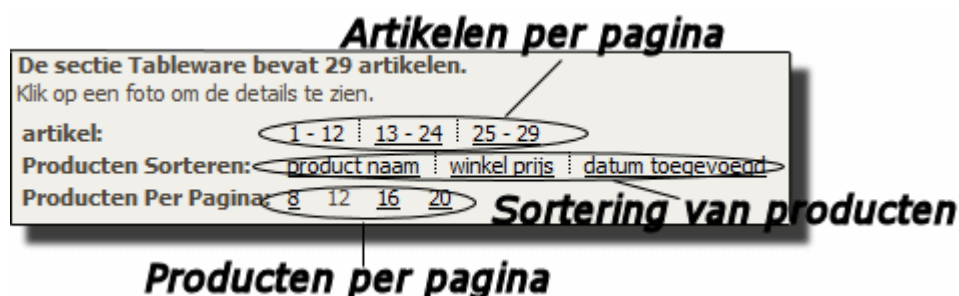 Artikelen per pagina
De sectie Tableware bevat 29 artikelen.
Klik op een foto om de details te zien.
artikel: 1 - 12 13 - 24 25 - 29
Producten Sorteren: product naam winkel prijs datum toegevoegd
Producten Per Pagina: 8 12 16 20
Sortering van producten
Producten per pagina